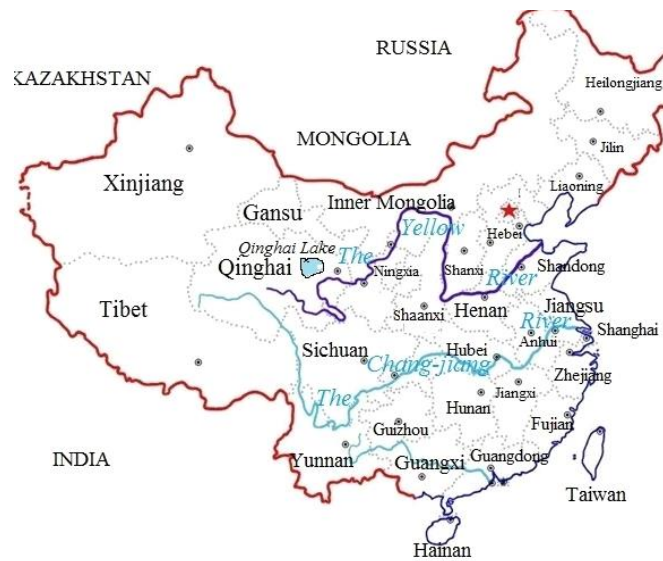 RUSSIA
KAZAKHSTAN
Heilongjiang
MONGOLIA
Jilin
Xinjiang
Liaoning
Inner Mongolia
Gansu
Yellow
Hebei
Qinghai Lake
The
Qinghai
Ningxia
Shanxi
Shandong
River
Tibet
Shaanxi
Henan
Jiangsu
River
Shanghai
Anhui
Sichuan
Hubei
Chang-jiang
Zhejiang
The
Hunan
Jiangxi
Guizhou
Fujian
INDIA
Yunnan
Guangxi
Guangdong
Taiwan
Hainan